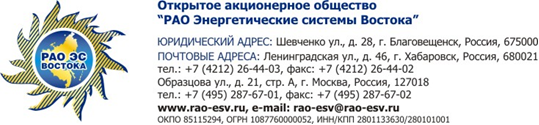 РАО ЭС
ВОСТОКА
Открытое акционерное общество
“РАО Энергетические системы Востока”
ЮРИДИЧЕСКИЙ АДРЕС: Шевченко ул., д. 28, г. Благовещенск, Россия, 675000
ПОЧТОВЫЕ АДРЕСА: Ленинградская ул., д. 46, г. Хабаровск, Россия, 680021
тел.: +7 (4212) 26-44-03, факс: +7 (4212) 26-44-02
Образцова ул., д. 21, стр. А, г. Москва, Россия, 127018
тел.: +7 (495) 287-67-01, факс: +7 (495) 287-67-02
www.rao-esv.ru, e-mail: rao-esv@rao-esv.ru
ОКПО 85115294, ОГРН 1087760000052, ИНН/КПП 2801133630/280101001